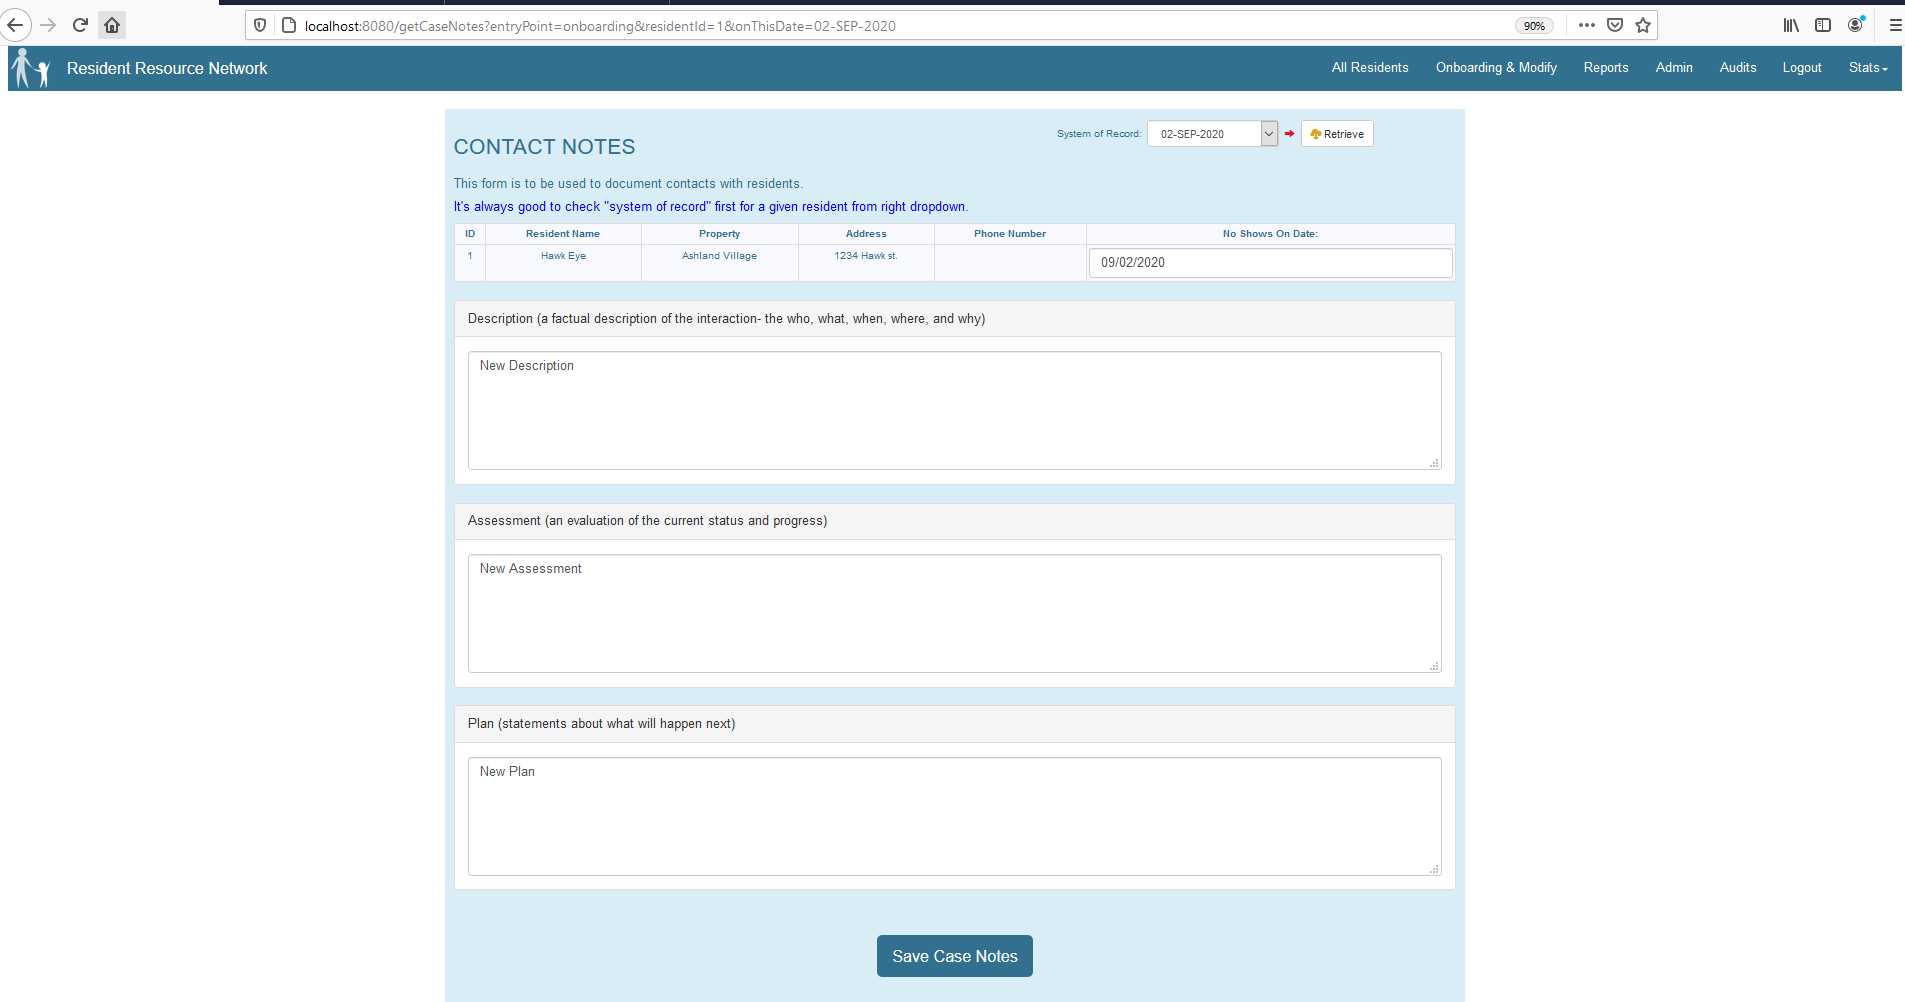 localhost:8080/getCaseNotes?entryPoint=onboarding&residentId=1&onThisDate=02-SEP-2020
90%
Resident Resource Network
All Residents Onboarding & Modify Reports Admin Audits Logout Stats
System of Record: 02-SEP-2020 Retrieve
CONTACT NOTES
This form is to be used to document contacts with residents.
It's always good to check "system of record" first for a given resident from right dropdown.
ID Resident Name Property Address Phone Number No Shows On Date:
1 Hawk Eye Ashland Village 1234 Hawk st. 09/02/2020
Description (a factual description of the interaction- the who, what, when, where, and why)
New Description
Assessment (an evaluation of the current status and progress)
New Assessment
Plan (statements about what will happen next)
New Plan
Save Case Notes